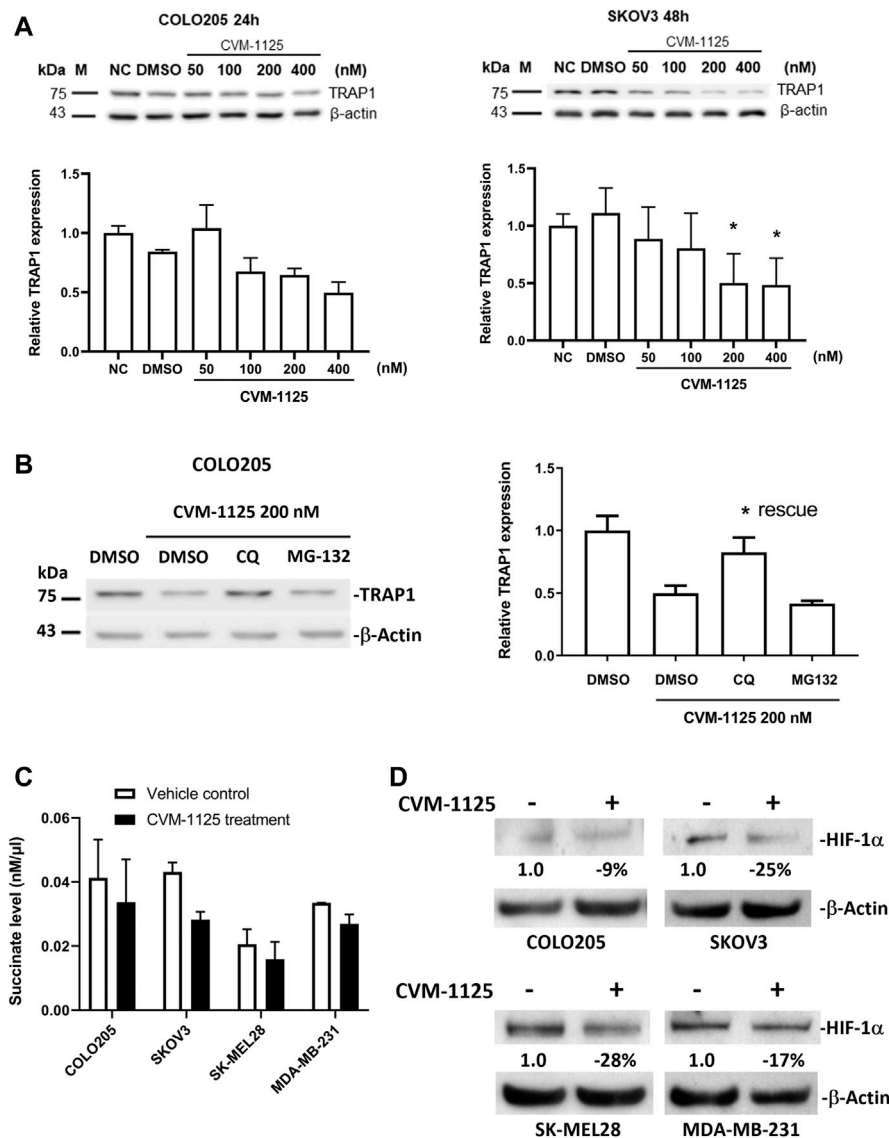 A
COLO205 24h
CVM-1125
kDa M NC DMSO 50 100 200 400 (nM)
75 TRAP1
43 β-actin
Relative TRAP1 expression
1.5
1.0
0.5
0.0
NC DMSO 50 100 200 400 (nM)
CVM-1125
SKOV3 48h
CVM-1125
kDa M NC DMSO 50 100 200 400 (nM)
75 TRAP1
43 β-actin
Relative TRAP1 expression
1.5
1.0
0.5
0.0
* *
NC DMSO 50 100 200 400 (nM)
CVM-1125
B
COLO205
CVM-1125 200 nM
DMSO DMSO CQ MG-132
kDa
75 -TRAP1
43 -β-Actin
Relative TRAP1 expression
1.5
1.0
0.5
0.0
* rescue
DMSO DMSO CQ MG132
CVM-1125 200 nM
C
Vehicle control
CVM-1125 treatment
Succinate level (nM/μl)
0.06
0.04
0.02
0.00
COLO205
SKOV3
SK-MEL28
MDA-MB-231
D
CVM-1125 - + - +
-HIF-1α
1.0 -9% 1.0 -25%
-β-Actin
COLO205 SKOV3
CVM-1125 - + - +
-HIF-1α
1.0 -28% 1.0 -17%
-β-Actin
SK-MEL28 MDA-MB-231